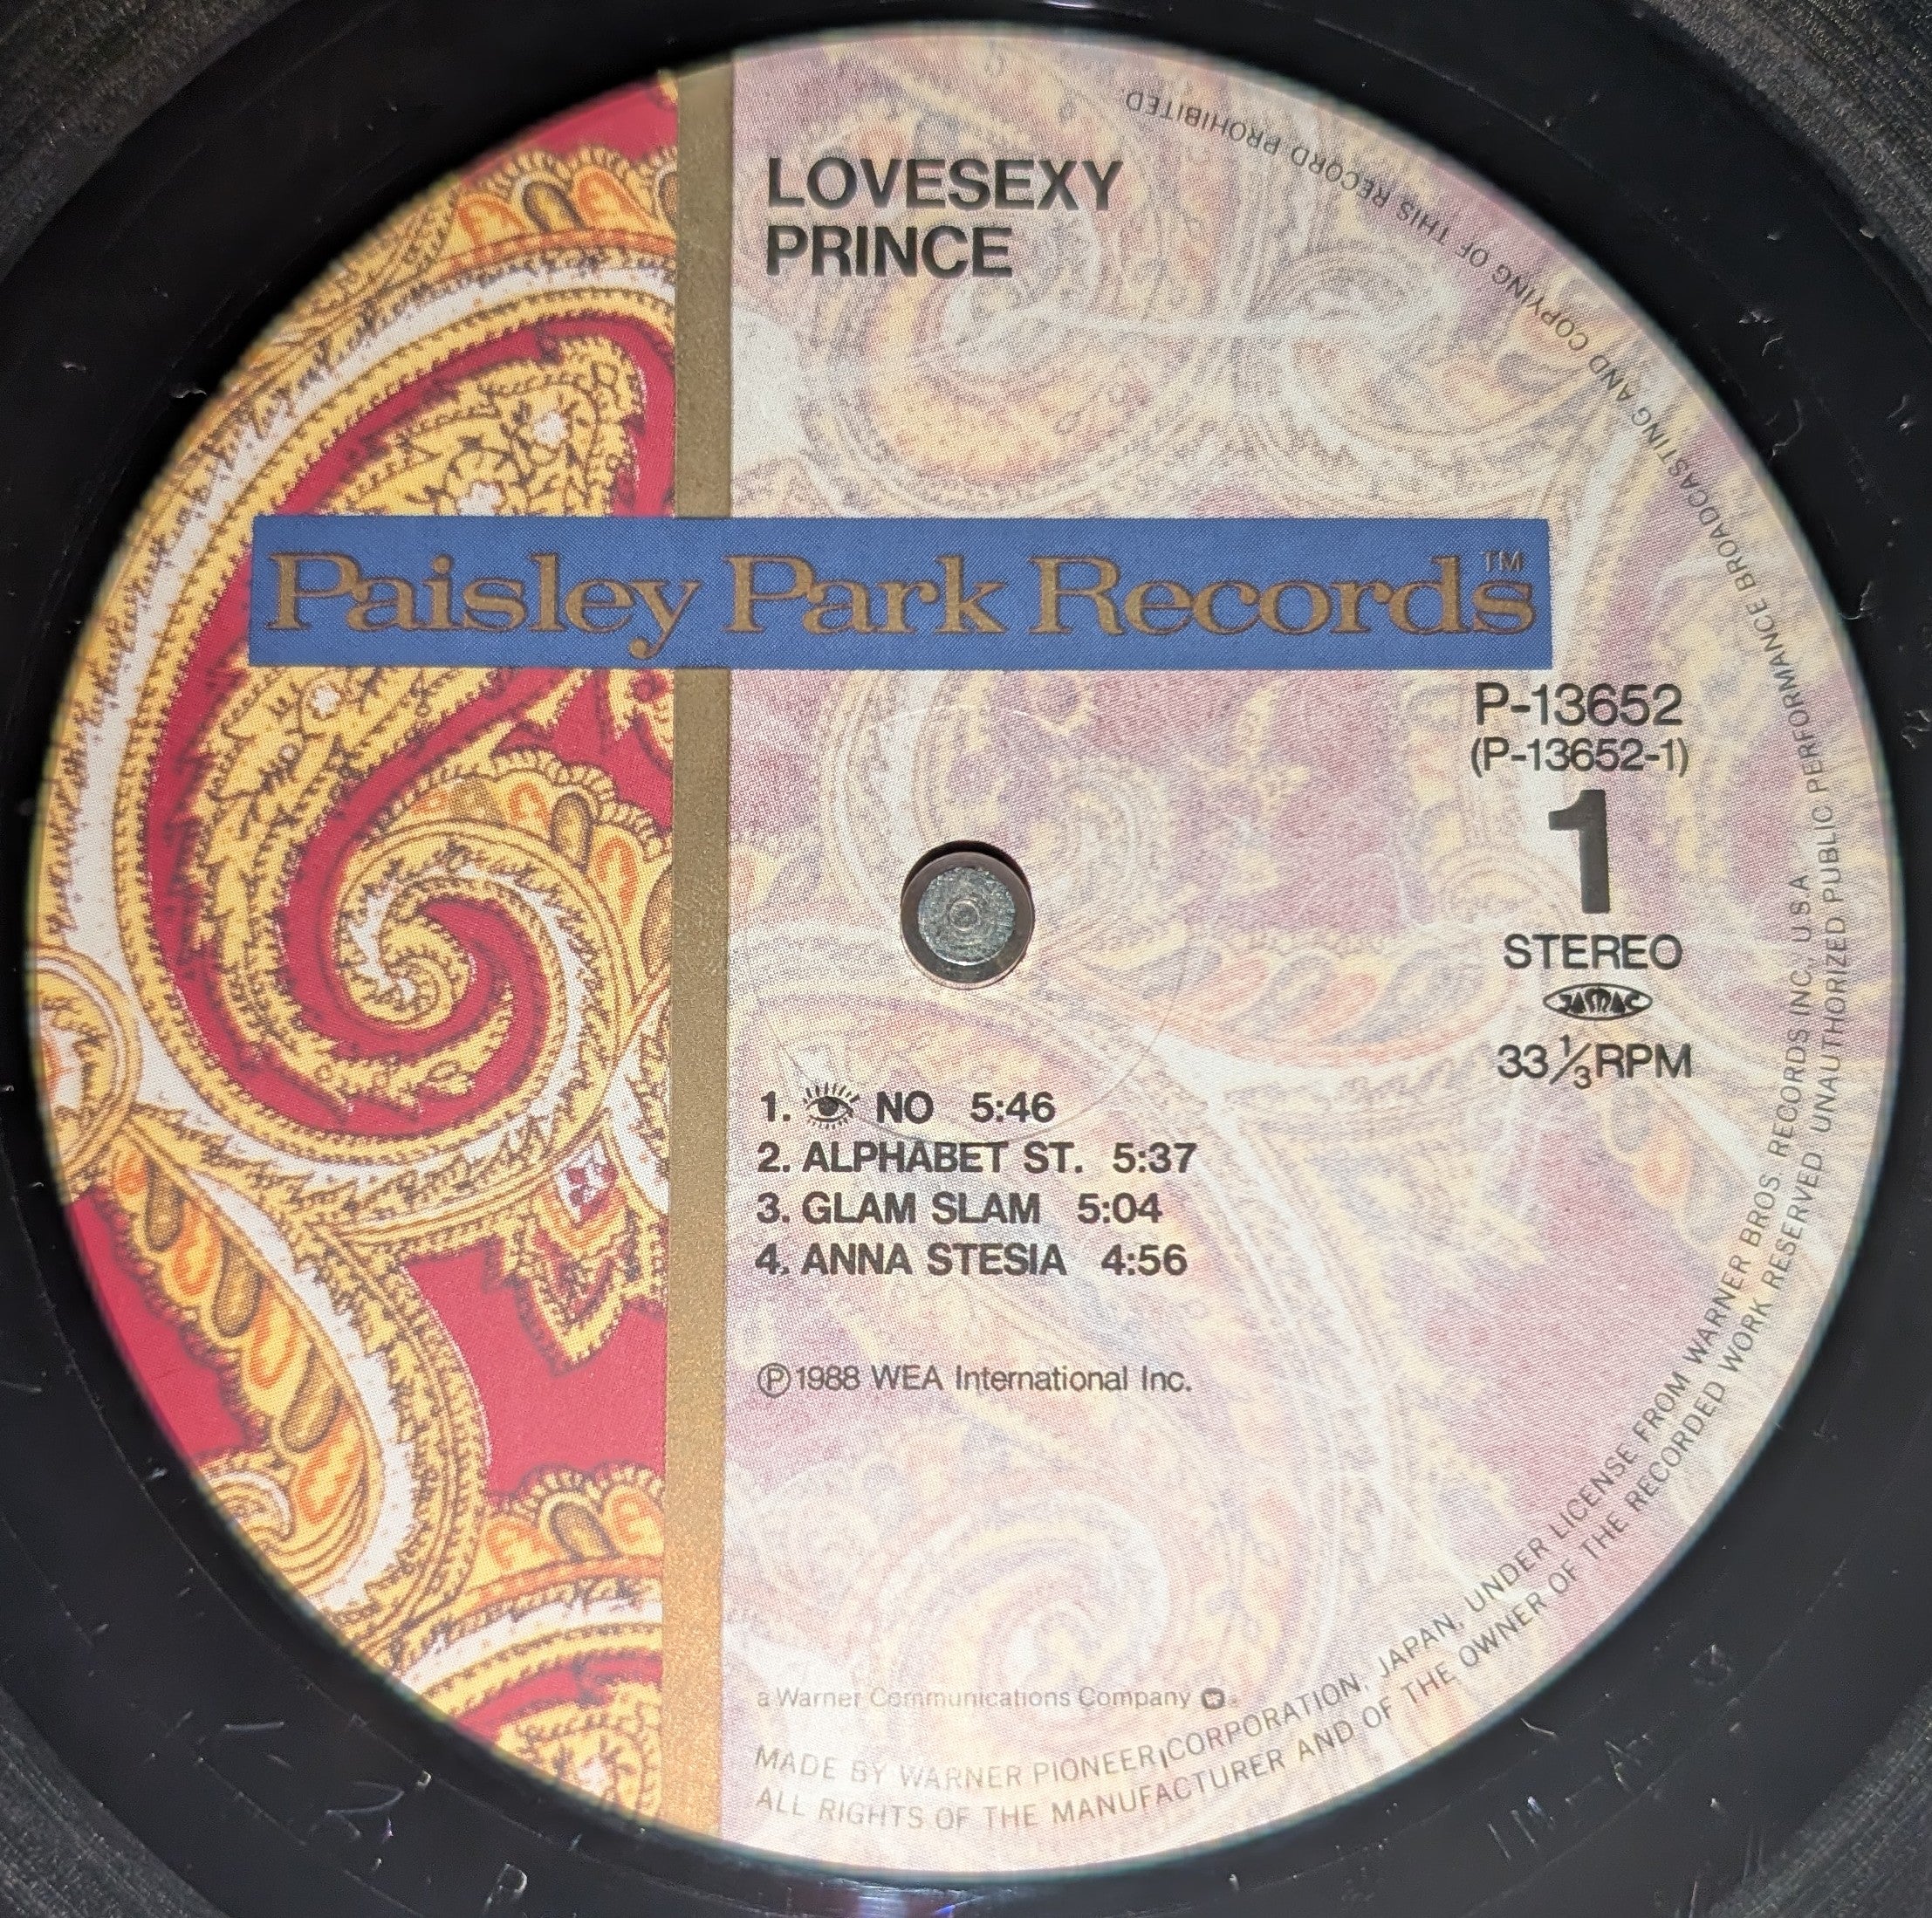 LOVESEXY
PRINCE
Paisley Park Records™
P-13652
(P-13652-1)
1
STEREO
JASRAC
33⅓RPM
1. NO 5:46
2. ALPHABET ST. 5:37
3. GLAM SLAM 5:04
4. ANNA STESIA 4:56
℗1988 WEA International Inc.
a Warner Communications Company
MADE BY WARNER PIONEER CORPORATION, JAPAN, UNDER LICENSE FROM WARNER BROS. RECORDS INC., U.S.A.
ALL RIGHTS OF THE MANUFACTURER AND OF THE OWNER OF THE RECORDED WORK RESERVED. UNAUTHORIZED PUBLIC PERFORMANCE BROADCASTING AND COPYING OF THIS RECORD PROHIBITED.